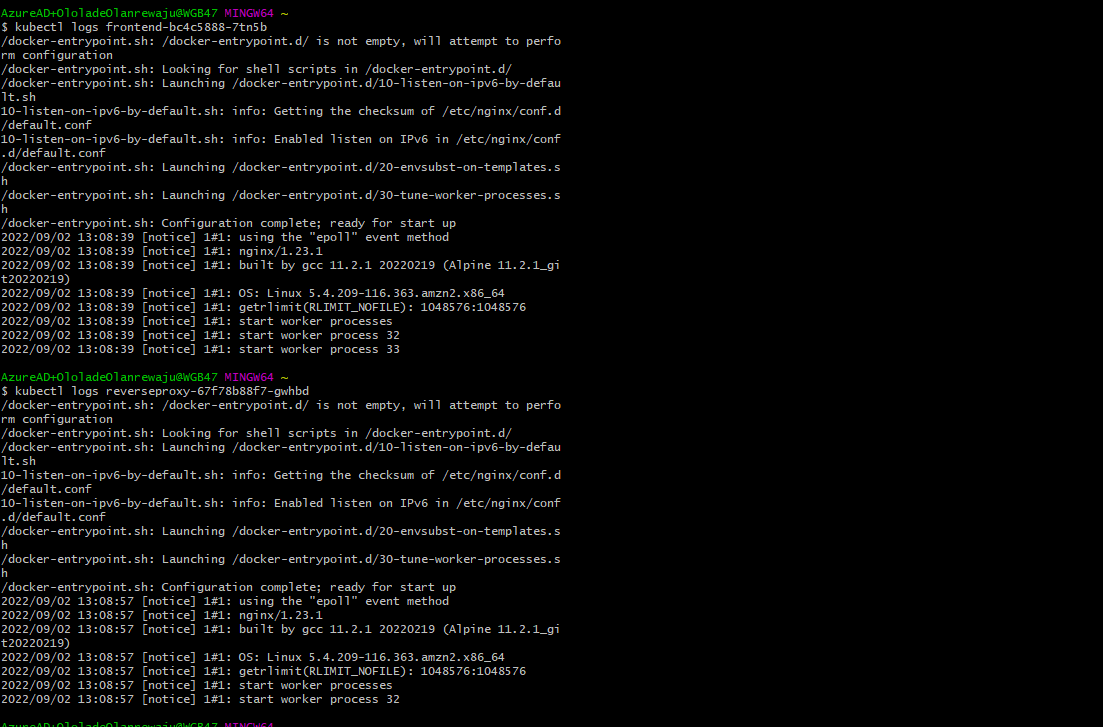 AzureAD+OloladeOlanrewaju@WGB47 MINGW64 ~
$ kubectl logs frontend-bc4c5888-7tn5b
/docker-entrypoint.sh: /docker-entrypoint.d/ is not empty, will attempt to perfo
rm configuration
/docker-entrypoint.sh: Looking for shell scripts in /docker-entrypoint.d/
/docker-entrypoint.sh: Launching /docker-entrypoint.d/10-listen-on-ipv6-by-defau
lt.sh
10-listen-on-ipv6-by-default.sh: info: Getting the checksum of /etc/nginx/conf.d
/default.conf
10-listen-on-ipv6-by-default.sh: info: Enabled listen on IPv6 in /etc/nginx/conf
.d/default.conf
/docker-entrypoint.sh: Launching /docker-entrypoint.d/20-envsubst-on-templates.s
h
/docker-entrypoint.sh: Launching /docker-entrypoint.d/30-tune-worker-processes.s
h
/docker-entrypoint.sh: Configuration complete; ready for start up
2022/09/02 13:08:39 [notice] 1#1: using the "epoll" event method
2022/09/02 13:08:39 [notice] 1#1: nginx/1.23.1
2022/09/02 13:08:39 [notice] 1#1: built by gcc 11.2.1 20220219 (Alpine 11.2.1_gi
t20220219)
2022/09/02 13:08:39 [notice] 1#1: OS: Linux 5.4.209-116.363.amzn2.x86_64
2022/09/02 13:08:39 [notice] 1#1: getrlimit(RLIMIT_NOFILE): 1048576:1048576
2022/09/02 13:08:39 [notice] 1#1: start worker processes
2022/09/02 13:08:39 [notice] 1#1: start worker process 32
2022/09/02 13:08:39 [notice] 1#1: start worker process 33
AzureAD+OloladeOlanrewaju@WGB47 MINGW64 ~
$ kubectl logs reverseproxy-67f78b88f7-gwhbd
/docker-entrypoint.sh: /docker-entrypoint.d/ is not empty, will attempt to perfo
rm configuration
/docker-entrypoint.sh: Looking for shell scripts in /docker-entrypoint.d/
/docker-entrypoint.sh: Launching /docker-entrypoint.d/10-listen-on-ipv6-by-defau
lt.sh
10-listen-on-ipv6-by-default.sh: info: Getting the checksum of /etc/nginx/conf.d
/default.conf
10-listen-on-ipv6-by-default.sh: info: Enabled listen on IPv6 in /etc/nginx/conf
.d/default.conf
/docker-entrypoint.sh: Launching /docker-entrypoint.d/20-envsubst-on-templates.s
h
/docker-entrypoint.sh: Launching /docker-entrypoint.d/30-tune-worker-processes.s
h
/docker-entrypoint.sh: Configuration complete; ready for start up
2022/09/02 13:08:57 [notice] 1#1: using the "epoll" event method
2022/09/02 13:08:57 [notice] 1#1: nginx/1.23.1
2022/09/02 13:08:57 [notice] 1#1: built by gcc 11.2.1 20220219 (Alpine 11.2.1_gi
t20220219)
2022/09/02 13:08:57 [notice] 1#1: OS: Linux 5.4.209-116.363.amzn2.x86_64
2022/09/02 13:08:57 [notice] 1#1: getrlimit(RLIMIT_NOFILE): 1048576:1048576
2022/09/02 13:08:57 [notice] 1#1: start worker processes
2022/09/02 13:08:57 [notice] 1#1: start worker process 32
AzureAD+OloladeOlanrewaju@WGB47 MINGW64